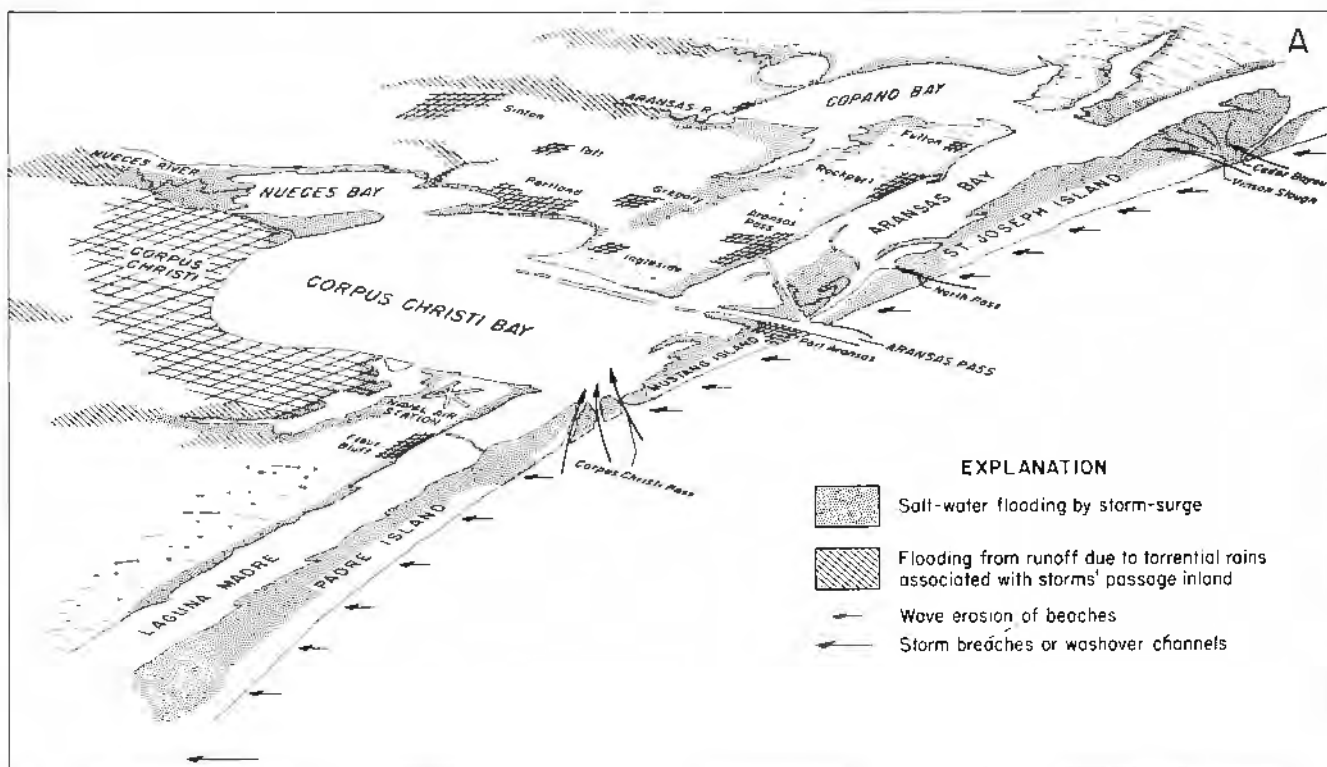 A
COPANO BAY
ARANSAS R.
Sinton
Taft
Fulton
NUECES RIVER
NUECES BAY
Portland
Gregory
Rockport
ARANSAS BAY
Cedar Bayou
Vinson Slough
ST JOSEPH ISLAND
Aransas
Pass
Ingleside
CORPUS
CHRISTI
CORPUS CHRISTI BAY
North Pass
Port Aransas
ARANSAS PASS
MUSTANG ISLAND
NAVAL AIR
STATION
Flour
Bluff
Corpus Christi Pass
LAGUNA MADRE
PADRE ISLAND
EXPLANATION
Salt-water flooding by storm-surge
Flooding from runoff due to torrential rains
associated with storms' passage inland
Wave erosion of beaches
Storm breaches or washover channels